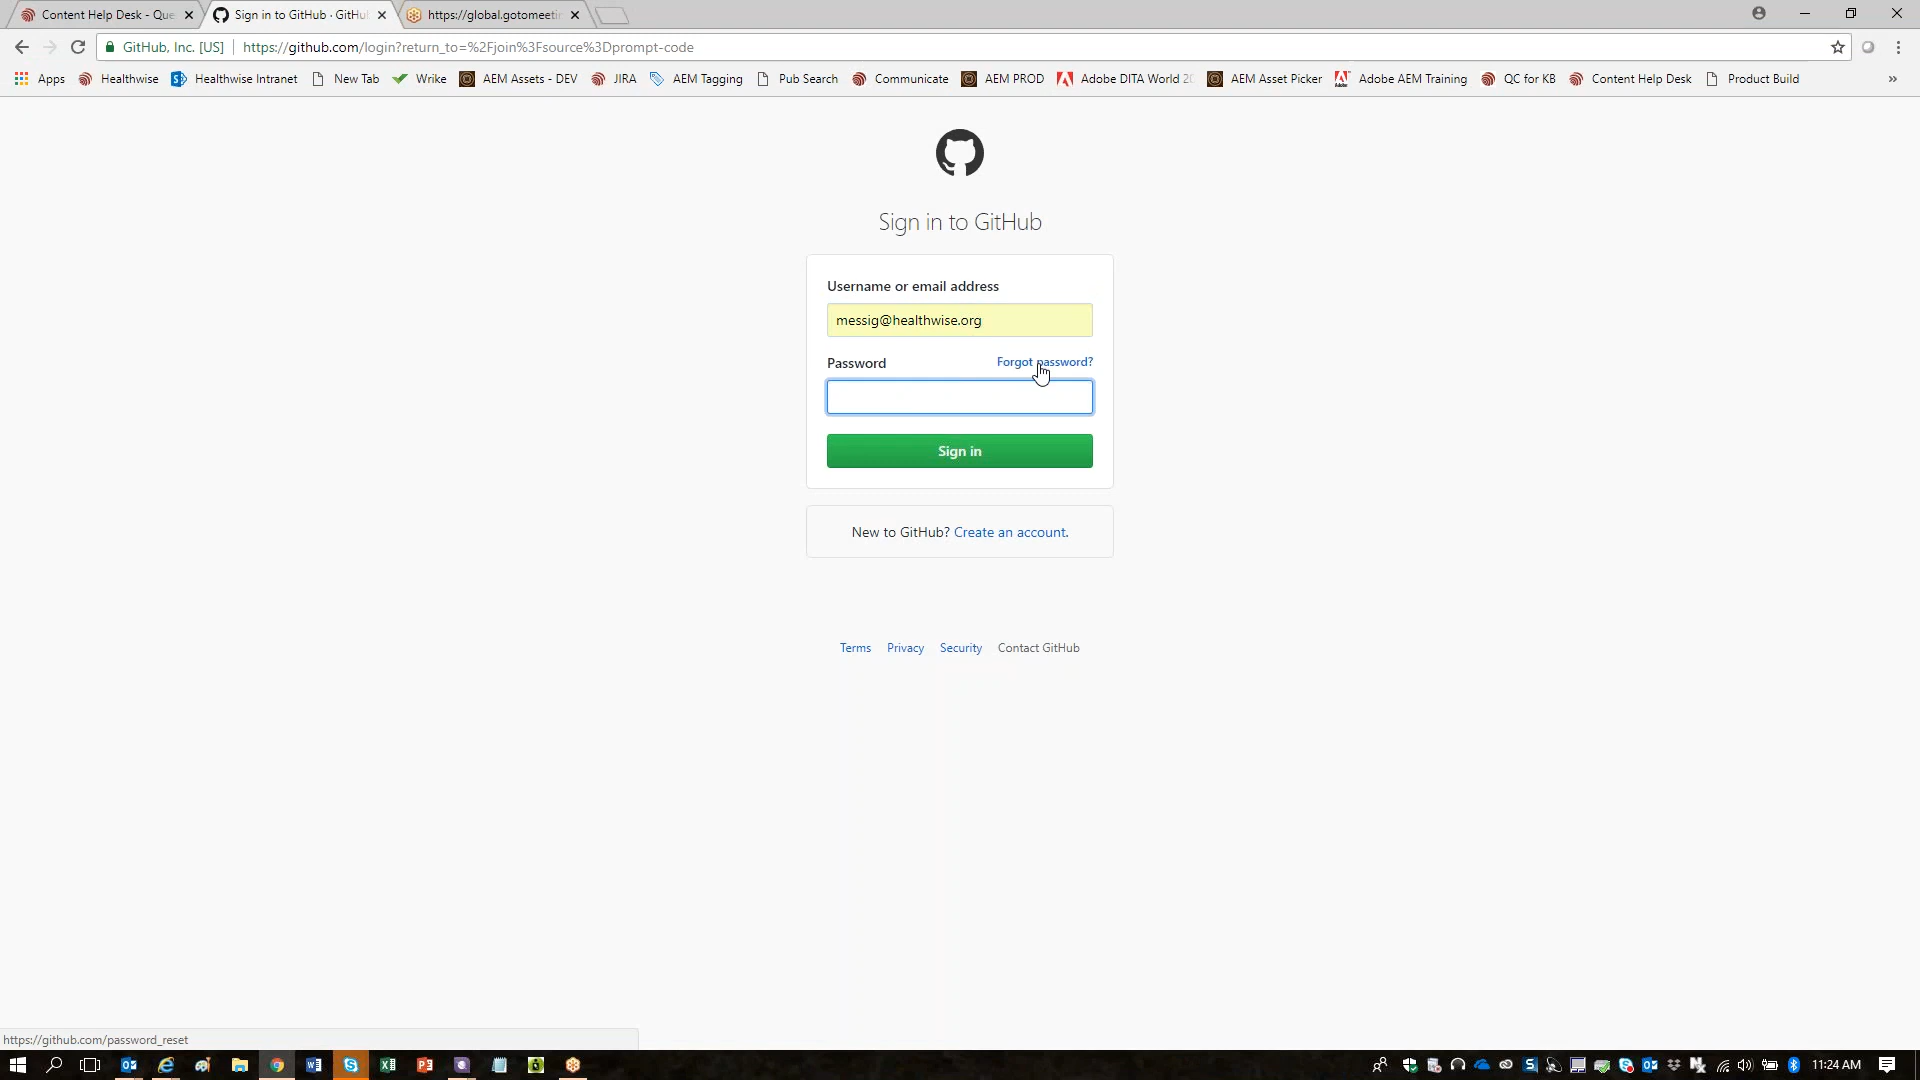 Content Help Desk - Que
Sign in to GitHub · GitHub
https://global.gotomeetin
GitHub, Inc. [US]
https://github.com/login?return_to=%2Fjoin%3Fsource%3Dprompt-code
Apps
Healthwise
Healthwise Intranet
New Tab
Wrike
AEM Assets - DEV
JIRA
AEM Tagging
Pub Search
Communicate
AEM PROD
Adobe DITA World 20
AEM Asset Picker
Adobe AEM Training
QC for KB
Content Help Desk
Product Build
Sign in to GitHub
Username or email address
messig@healthwise.org
Password
Forgot password?
Sign in
New to GitHub? Create an account.
Terms
Privacy
Security
Contact GitHub
https://github.com/password_reset
11:24 AM